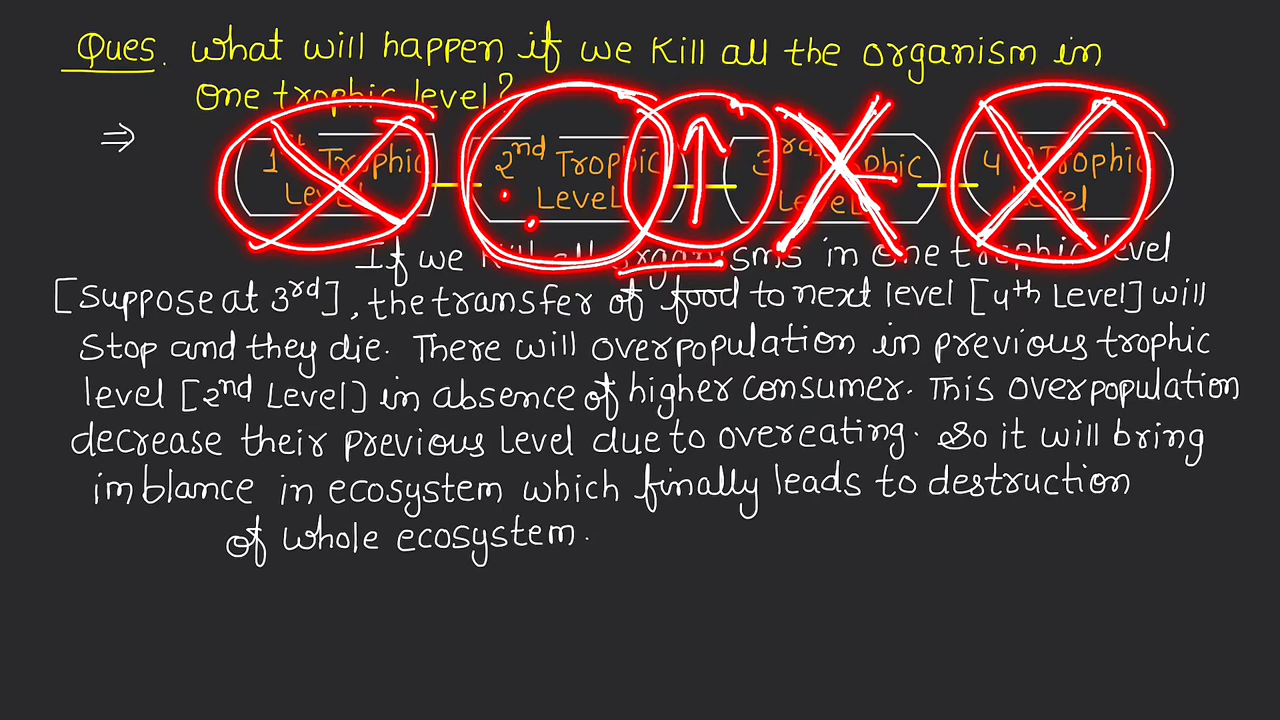 Ques. What will happen if we Kill all the organism in
one trophic level?
⇒
1st Trophic Level
2nd Trophic Level
3rd Trophic Level
4th Trophic Level
If we Kill all organisms in one trophic level
[Suppose at 3rd], the transfer of food to next level [4th Level] will
Stop and they die. There will overpopulation in previous trophic
level [2nd Level] in absence of higher consumer. This overpopulation
decrease their previous Level due to overeating. So it will bring
imblance in ecosystem which finally leads to destruction
of whole ecosystem.